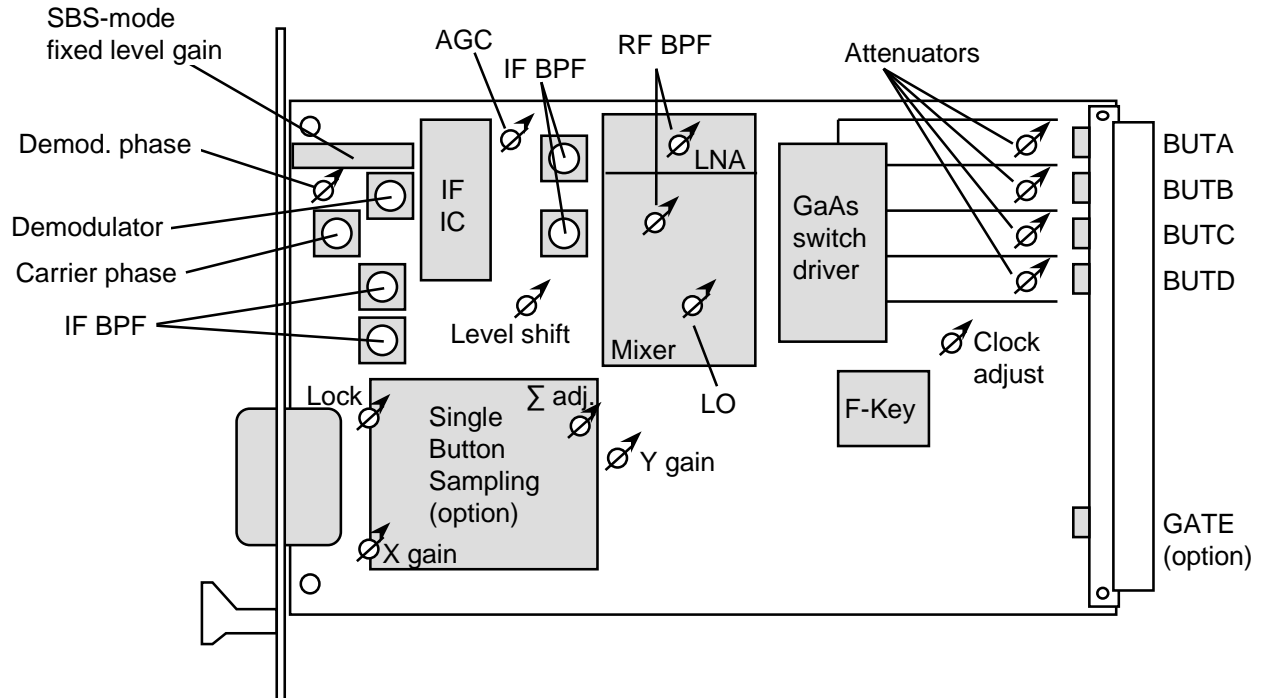 SBS-mode
fixed level gain
AGC
IF BPF
RF BPF
Attenuators
Demod. phase
Demodulator
Carrier phase
IF BPF
IF
IC
LNA
GaAs
switch
driver
BUTA
BUTB
BUTC
BUTD
Level shift
Mixer
Clock
adjust
LO
Lock
∑ adj.
Single
Button
Sampling
(option)
F-Key
Y gain
X gain
GATE
(option)